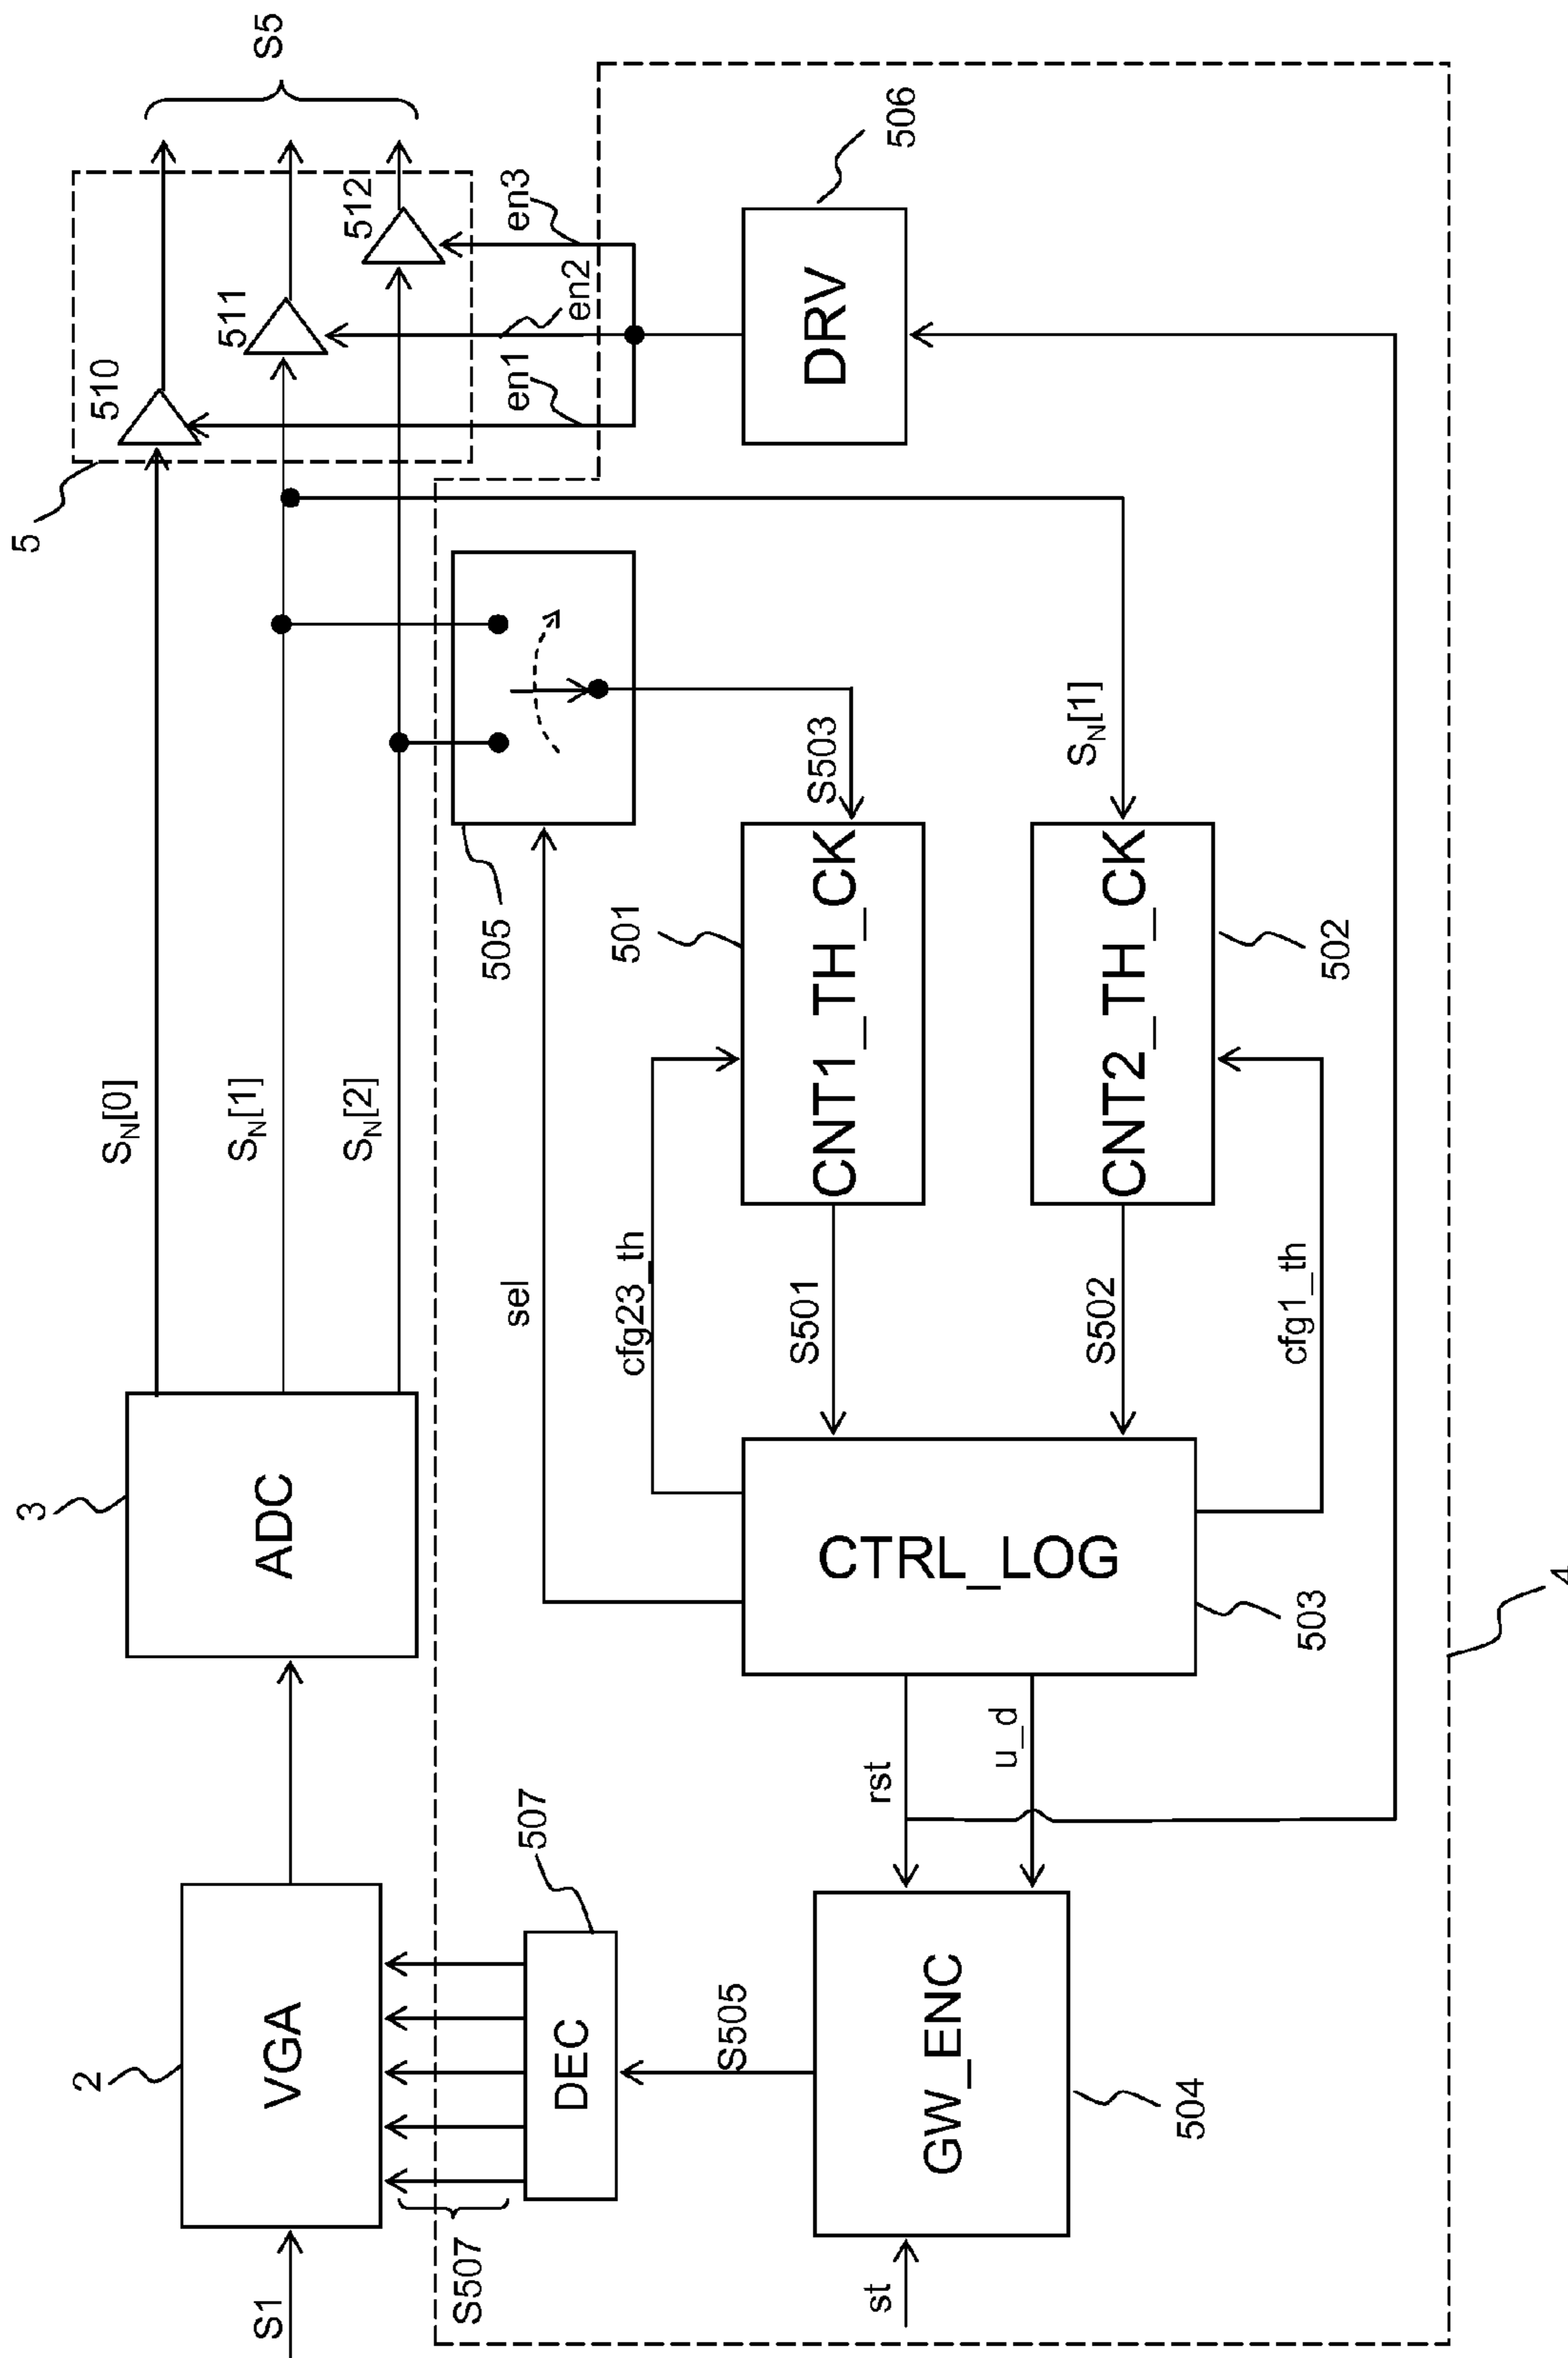 S1
2
VGA
3
ADC
S_N[0]
S_N[1]
S_N[2]
5
510
511
512
S5
en1
en2
en3
S507
DEC
507
sel
505
S505
cfg23_th
501
S503
CNT1_TH_CK
S501
DRV
506
st
GW_ENC
504
rst
u_d
CTRL_LOG
503
S502
CNT2_TH_CK
502
S_N[1]
cfg1_th
4